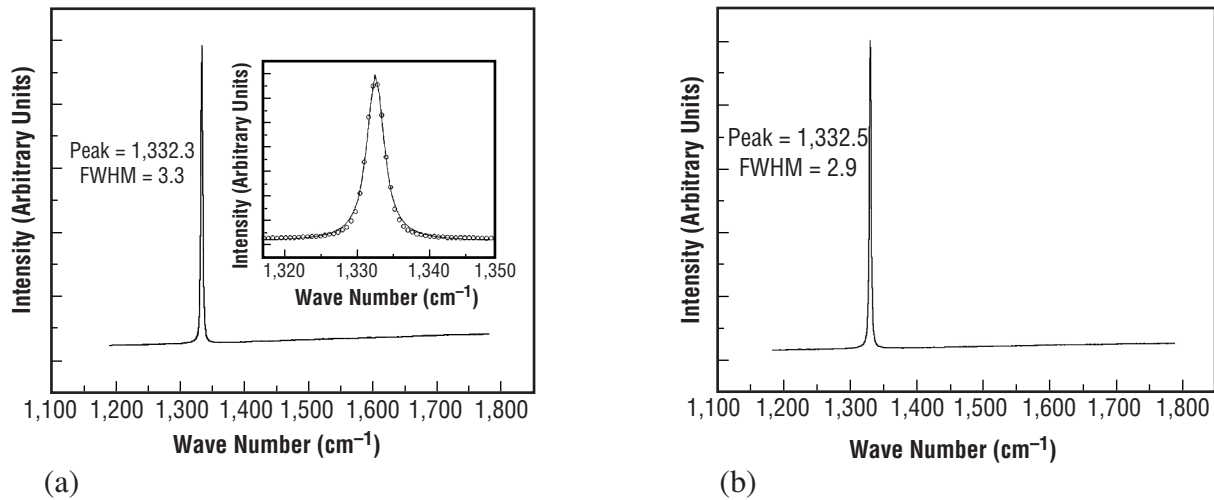 Intensity (Arbitrary Units)
Peak = 1,332.3
FWHM = 3.3
Intensity (Arbitrary Units)
1,320 1,330 1,340 1,350
Wave Number (cm–1)
1,100 1,200 1,300 1,400 1,500 1,600 1,700 1,800
Wave Number (cm–1)
(a)
Intensity (Arbitrary Units)
Peak = 1,332.5
FWHM = 2.9
1,100 1,200 1,300 1,400 1,500 1,600 1,700 1,800
Wave Number (cm–1)
(b)